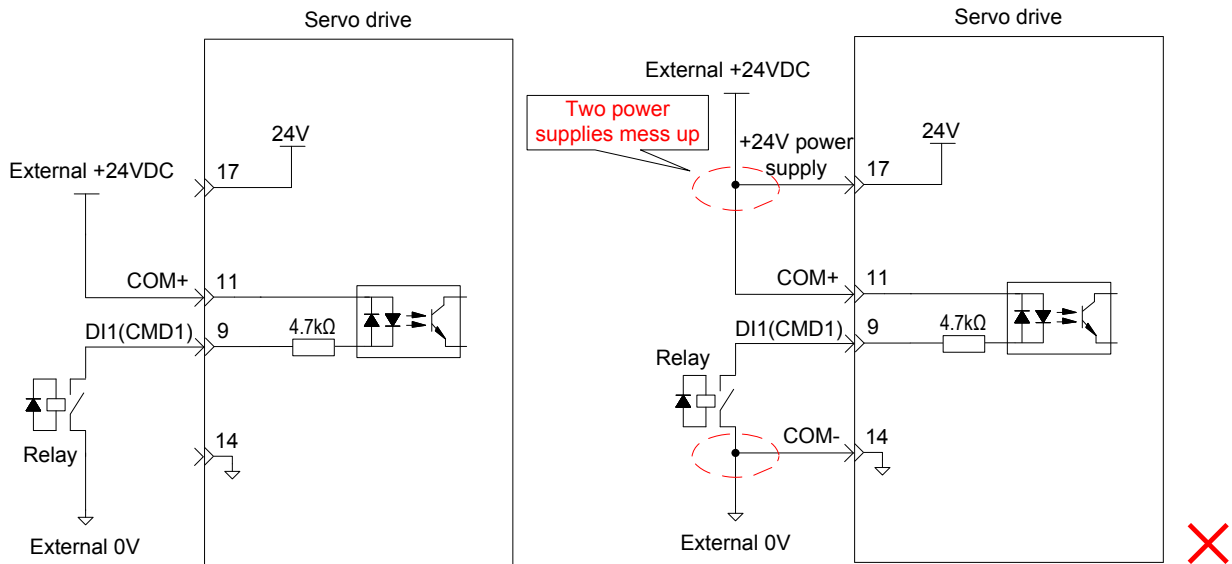 Servo drive
24V
External +24VDC
17
COM+
11
DI1(CMD1)
9
4.7kΩ
Relay
14
External 0V
Servo drive
External +24VDC
Two power
supplies mess up
+24V power
supply
24V
17
COM+
11
DI1(CMD1)
9
4.7kΩ
Relay
COM-
14
External 0V